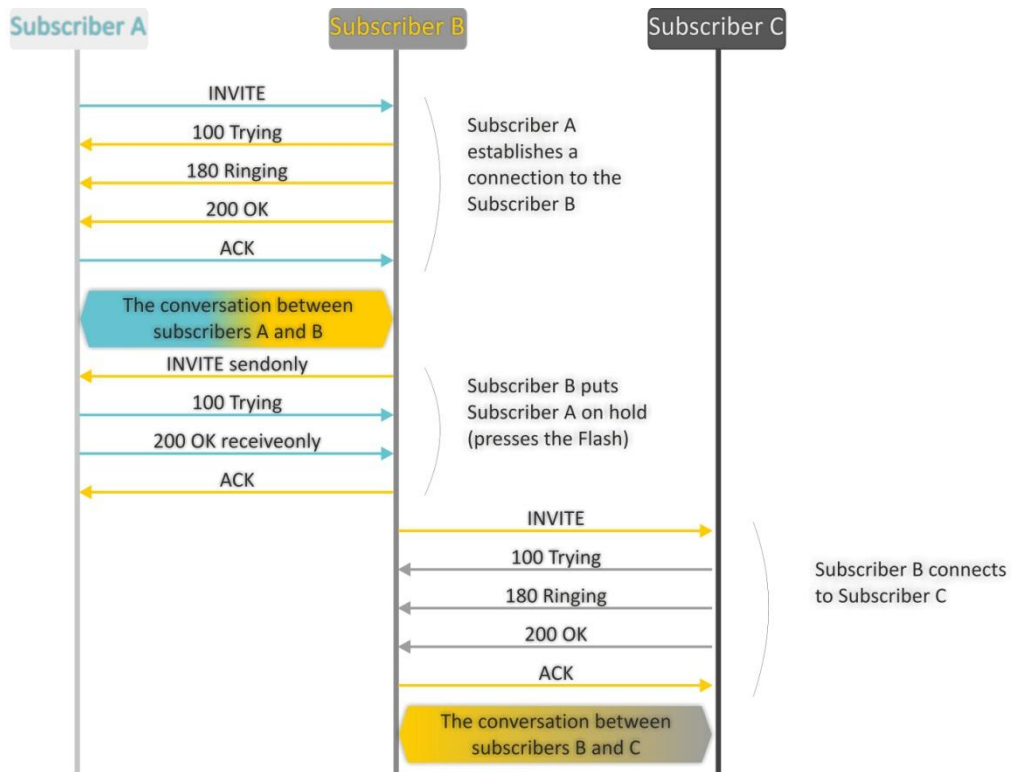 Subscriber A
Subscriber B
Subscriber C
INVITE
100 Trying
180 Ringing
200 OK
ACK
Subscriber A
establishes a
connection to the
Subscriber B
The conversation between
subscribers A and B
INVITE sendonly
100 Trying
200 OK receiveonly
ACK
Subscriber B puts
Subscriber A on hold
(presses the Flash)
INVITE
100 Trying
180 Ringing
200 OK
ACK
Subscriber B connects
to Subscriber C
The conversation between
subscribers B and C